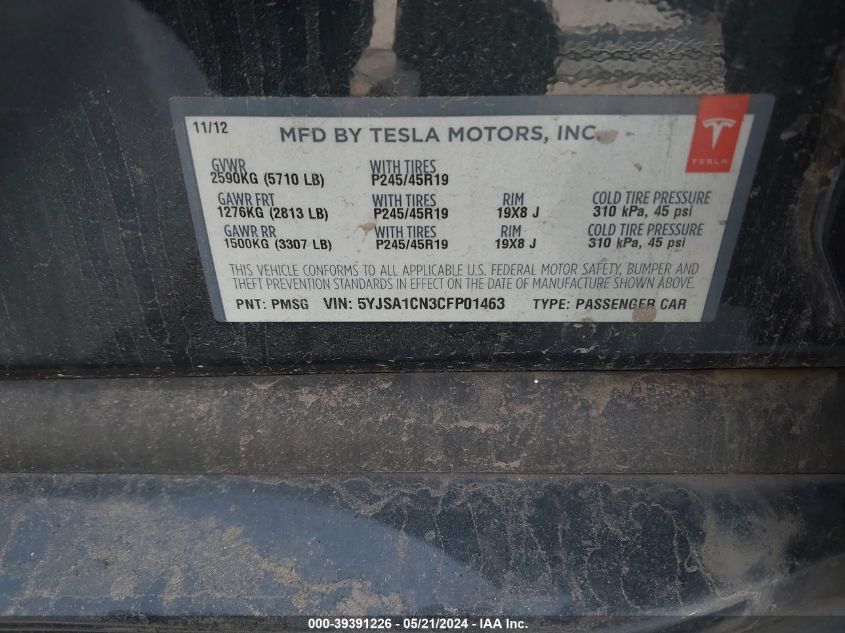 11/12
MFD BY TESLA MOTORS, INC.
TESLA
GVWR WITH TIRES
2590KG (5710 LB) P245/45R19
GAWR FRT WITH TIRES RIM COLD TIRE PRESSURE
1276KG (2813 LB) P245/45R19 19X8 J 310 kPa, 45 psi
GAWR RR WITH TIRES RIM COLD TIRE PRESSURE
1500KG (3307 LB) P245/45R19 19X8 J 310 kPa, 45 psi
THIS VEHICLE CONFORMS TO ALL APPLICABLE U.S. FEDERAL MOTOR SAFETY, BUMPER AND
THEFT PREVENTION STANDARDS IN EFFECT ON THE DATE OF MANUFACTURE SHOWN ABOVE.
PNT: PMSG VIN: 5YJSA1CN3CFP01463 TYPE: PASSENGER CAR
000-39391226 - 05/21/2024 - IAA Inc.